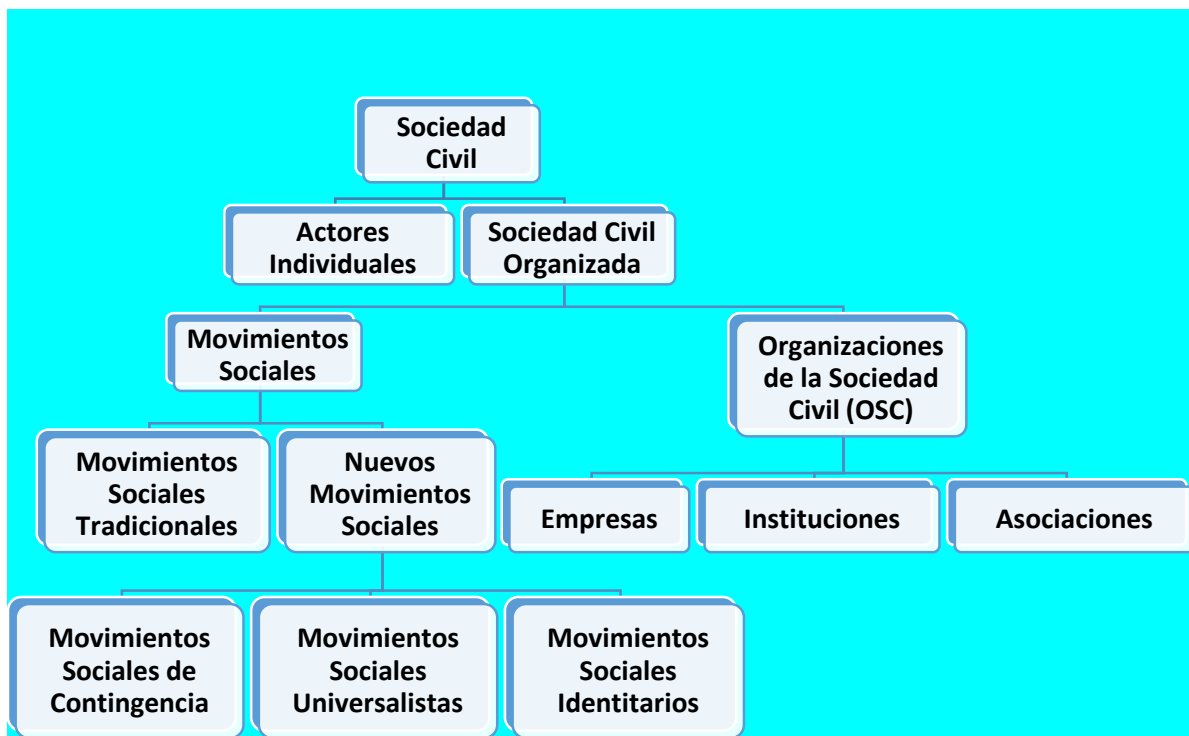 Sociedad
Civil
Actores
Individuales
Sociedad Civil
Organizada
Movimientos
Sociales
Organizaciones
de la Sociedad
Civil (OSC)
Movimientos
Sociales
Tradicionales
Nuevos
Movimientos
Sociales
Empresas
Instituciones
Asociaciones
Movimientos
Sociales de
Contingencia
Movimientos
Sociales
Universalistas
Movimientos
Sociales
Identitarios